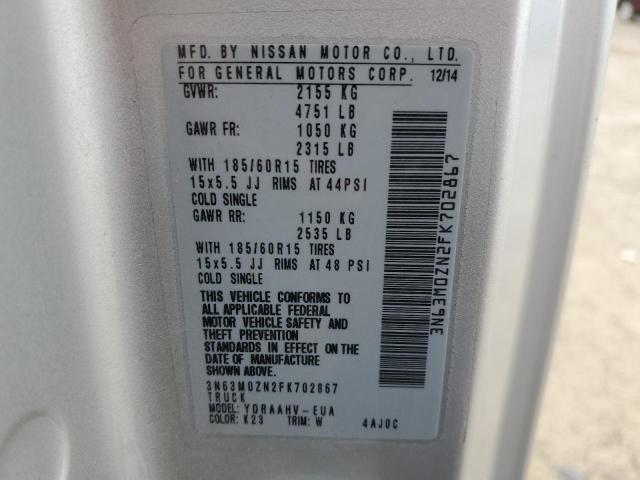 MFD. BY NISSAN MOTOR CO., LTD.
FOR GENERAL MOTORS CORP. 12/14
GVWR: 2155 KG
4751 LB
GAWR FR: 1050 KG
2315 LB
WITH 185/60R15 TIRES
15x5.5 JJ RIMS AT 44PSI
COLD SINGLE
GAWR RR: 1150 KG
2535 LB
WITH 185/60R15 TIRES
15x5.5 JJ RIMS AT 48 PSI
COLD SINGLE
THIS VEHICLE CONFORMS TO
ALL APPLICABLE FEDERAL
MOTOR VEHICLE SAFETY AND
THEFT PREVENTION
STANDARDS IN EFFECT ON THE
DATE OF MANUFACTURE
SHOWN ABOVE.
3N63M0ZN2FK702867
TRUCK
MODEL: YDRAAHV-EUA
COLOR: K23 TRIM: W 4AJ0C
3N63M0ZN2FK702867